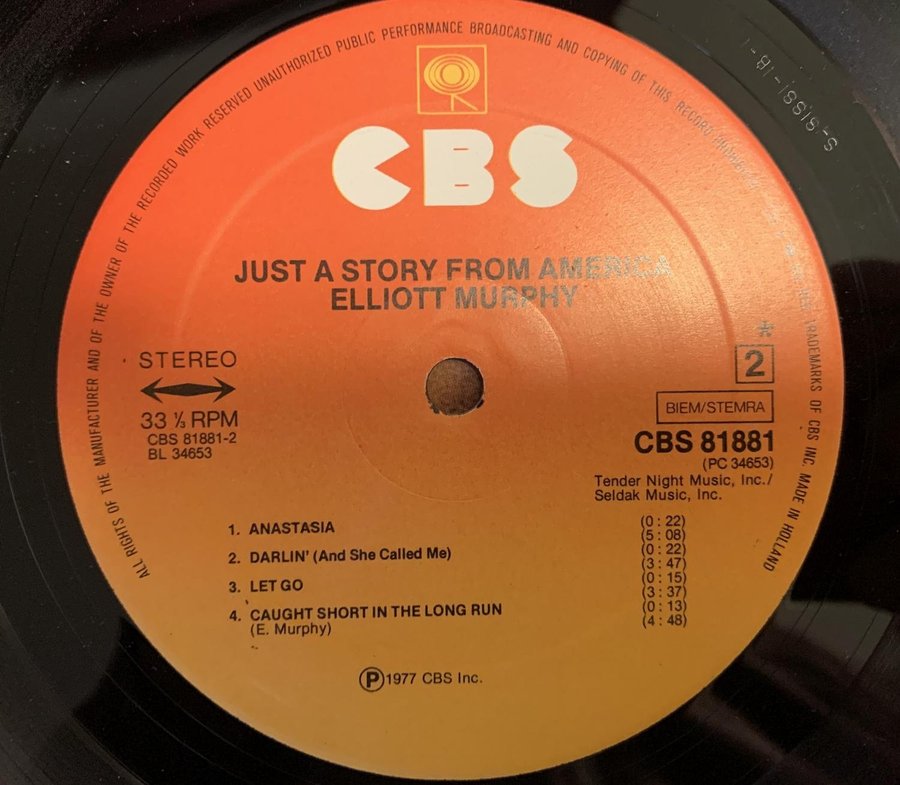 ALL RIGHTS OF THE MANUFACTURER AND OF THE OWNER OF THE RECORDED WORK RESERVED UNAUTHORIZED PUBLIC PERFORMANCE BROADCASTING AND COPYING OF THIS RECORD PROHIBITED
TRADEMARKS OF CBS INC. MADE IN HOLLAND
S-81881-1B-1
CBS
JUST A STORY FROM AMERICA
ELLIOTT MURPHY
STEREO
33 ⅓ RPM
CBS 81881-2
BL 34653
*
2
BIEM/STEMRA
CBS 81881
(PC 34653)
Tender Night Music, Inc./
Seldak Music, Inc.
(0 : 22)
1. ANASTASIA (5 : 08)
(0 : 22)
2. DARLIN' (And She Called Me) (3 : 47)
(0 : 15)
3. LET GO (3 : 37)
(0 : 13)
4. CAUGHT SHORT IN THE LONG RUN (4 : 48)
(E. Murphy)
Ⓟ1977 CBS Inc.